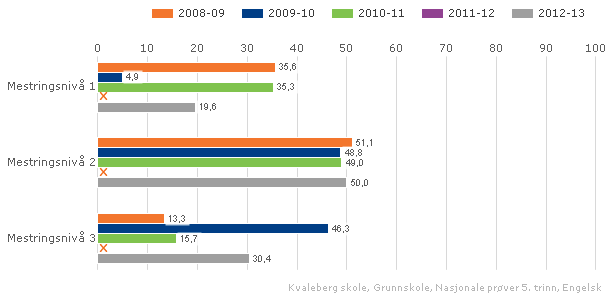 2008-09 2009-10 2010-11 2011-12 2012-13
0 10 20 30 40 50 60 70 80 90 100
35,6
Mestringsnivå 1 4,9
35,3
19,6
51,1
Mestringsnivå 2 48,8
49,0
50,0
13,3
46,3
Mestringsnivå 3 15,7
30,4
Kvaleberg skole, Grunnskole, Nasjonale prøver 5. trinn, Engelsk